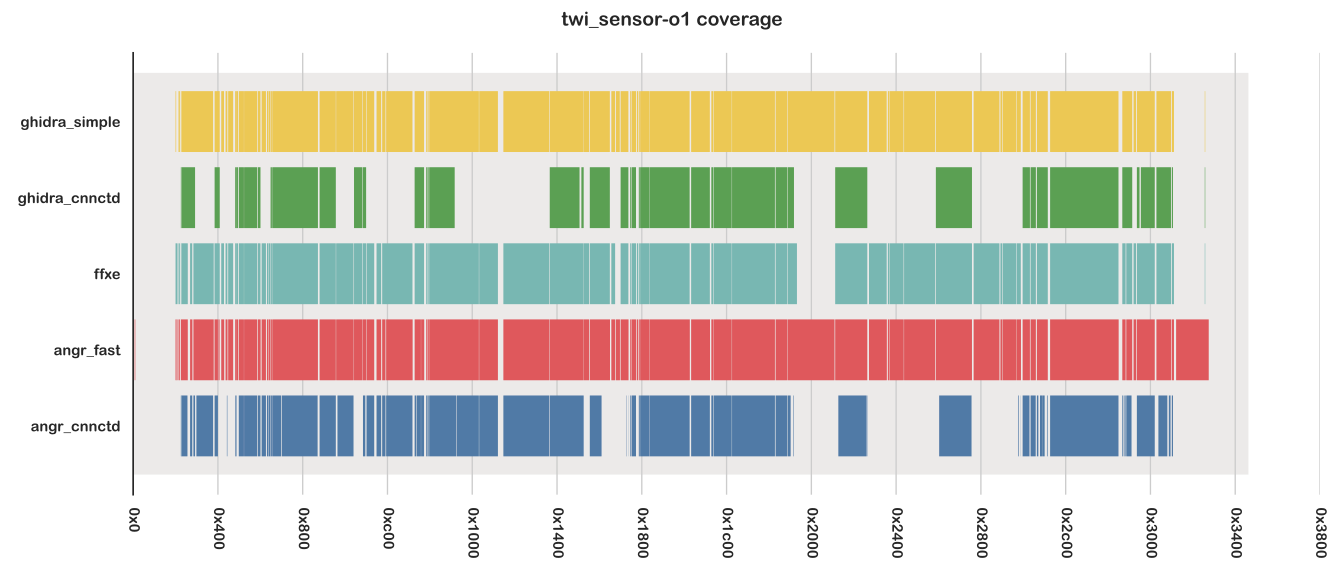 twi_sensor-o1 coverage
ghidra_simple
ghidra_cnnctd
ffxe
angr_fast
angr_cnnctd
0x0
0x400
0x800
0xc00
0x1000
0x1400
0x1800
0x1c00
0x2000
0x2400
0x2800
0x2c00
0x3000
0x3400
0x3800